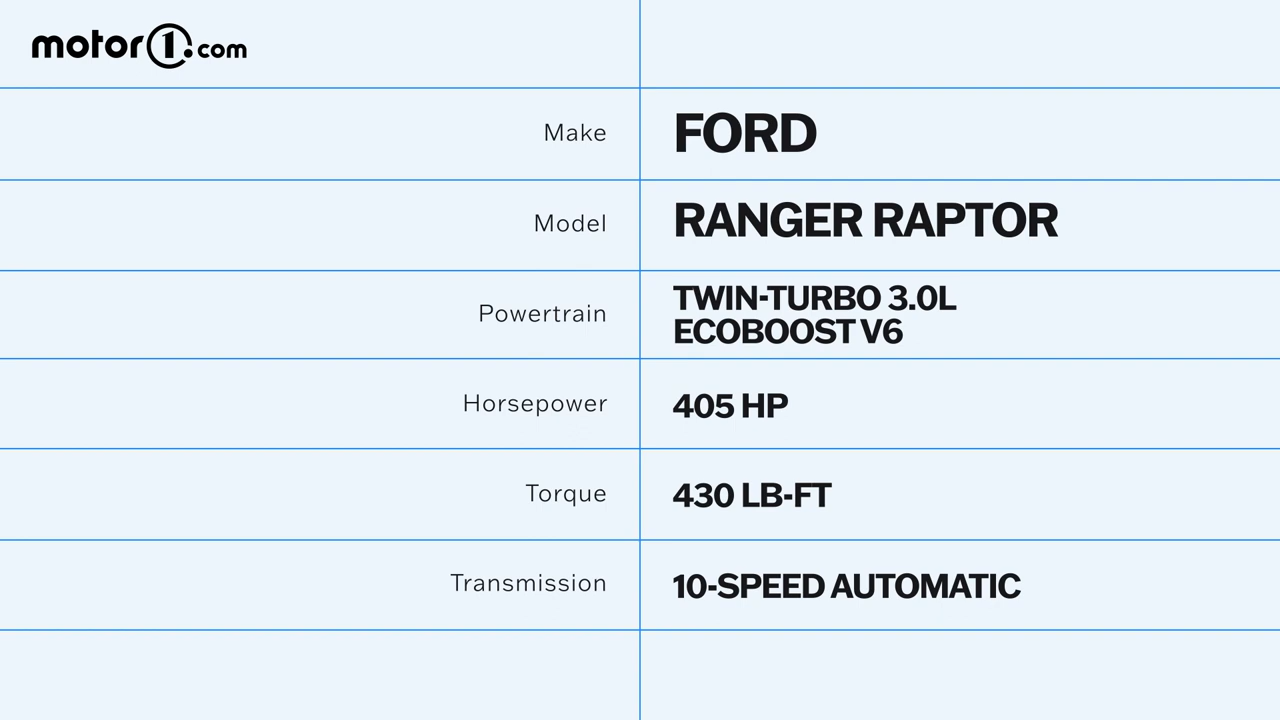 motor1.com
Make
FORD
Model
RANGER RAPTOR
Powertrain
TWIN-TURBO 3.0L
ECOBOOST V6
Horsepower
405 HP
Torque
430 LB-FT
Transmission
10-SPEED AUTOMATIC